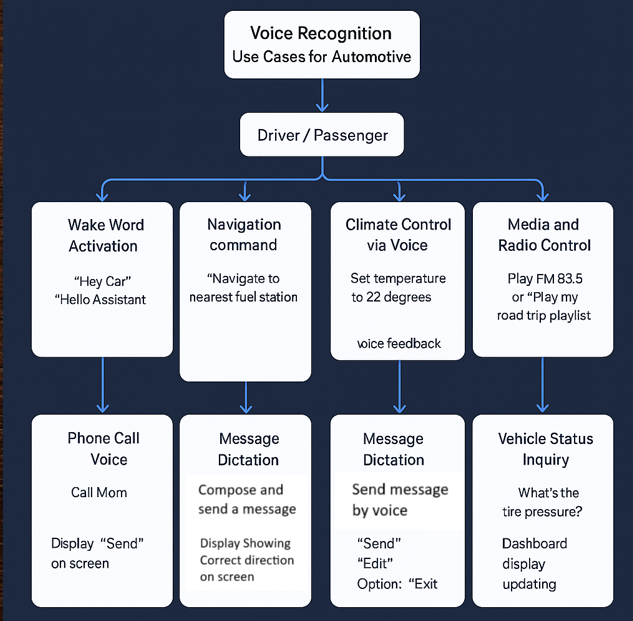 Voice Recognition
Use Cases for Automotive
Driver / Passenger
Wake Word
Activation
“Hey Car”
“Hello Assistant
Navigation
command
“Navigate to
nearest fuel station
Climate Control
via Voice
Set temperature
to 22 degrees
voice feedback
Media and
Radio Control
Play FM 83.5
or “Play my
road trip playlist
Phone Call
Voice
Call Mom
Display “Send”
on screen
Message
Dictation
Compose and
send a message
Display Showing
Correct direction
on screen
Message
Dictation
Send message
by voice
“Send”
“Edit”
Option: “Exit
Vehicle Status
Inquiry
What's the
tire pressure?
Dashboard
display
updating